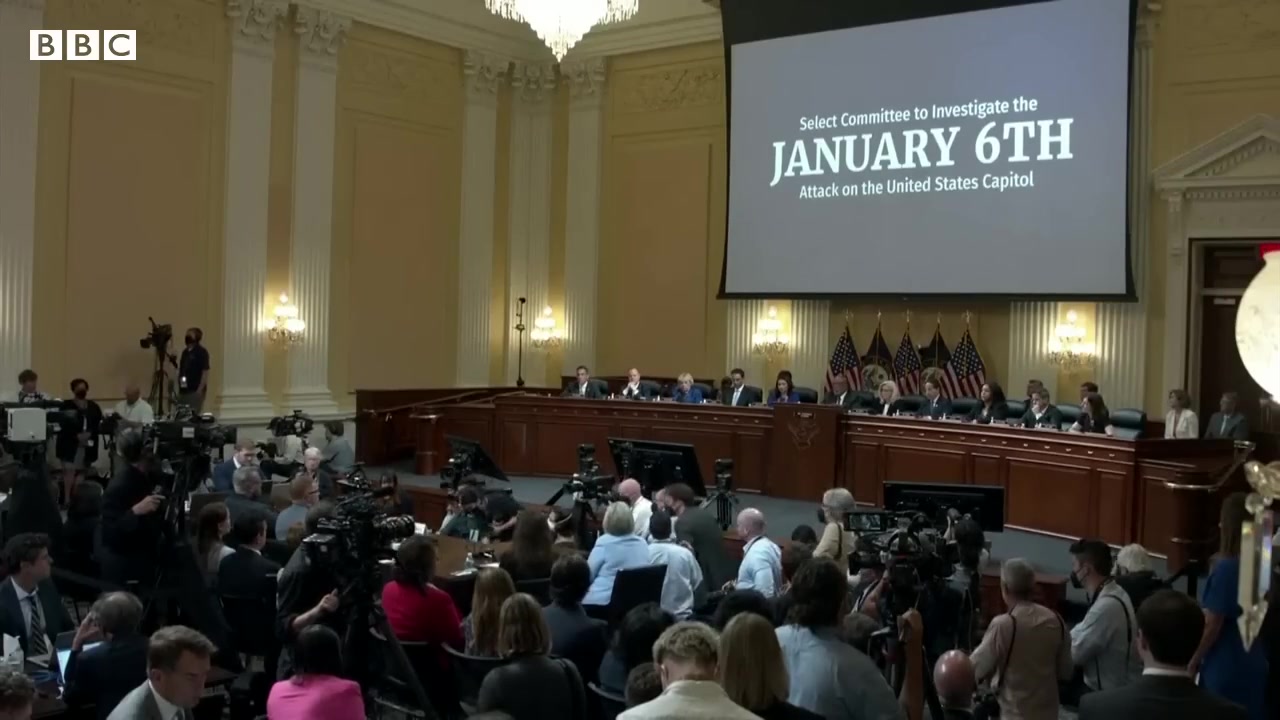 BBC
Select Committee to Investigate the
JANUARY 6TH
Attack on the United States Capitol